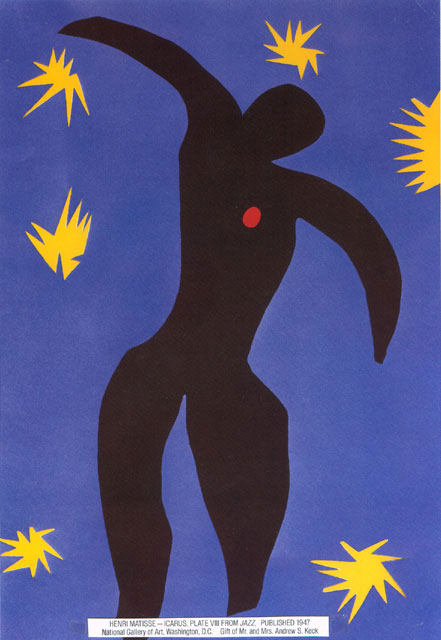 HENRI MATISSE — ICARUS, PLATE VIII FROM JAZZ, PUBLISHED 1947
National Gallery of Art, Washington, D.C. Gift of Mr. and Mrs. Andrew S. Keck